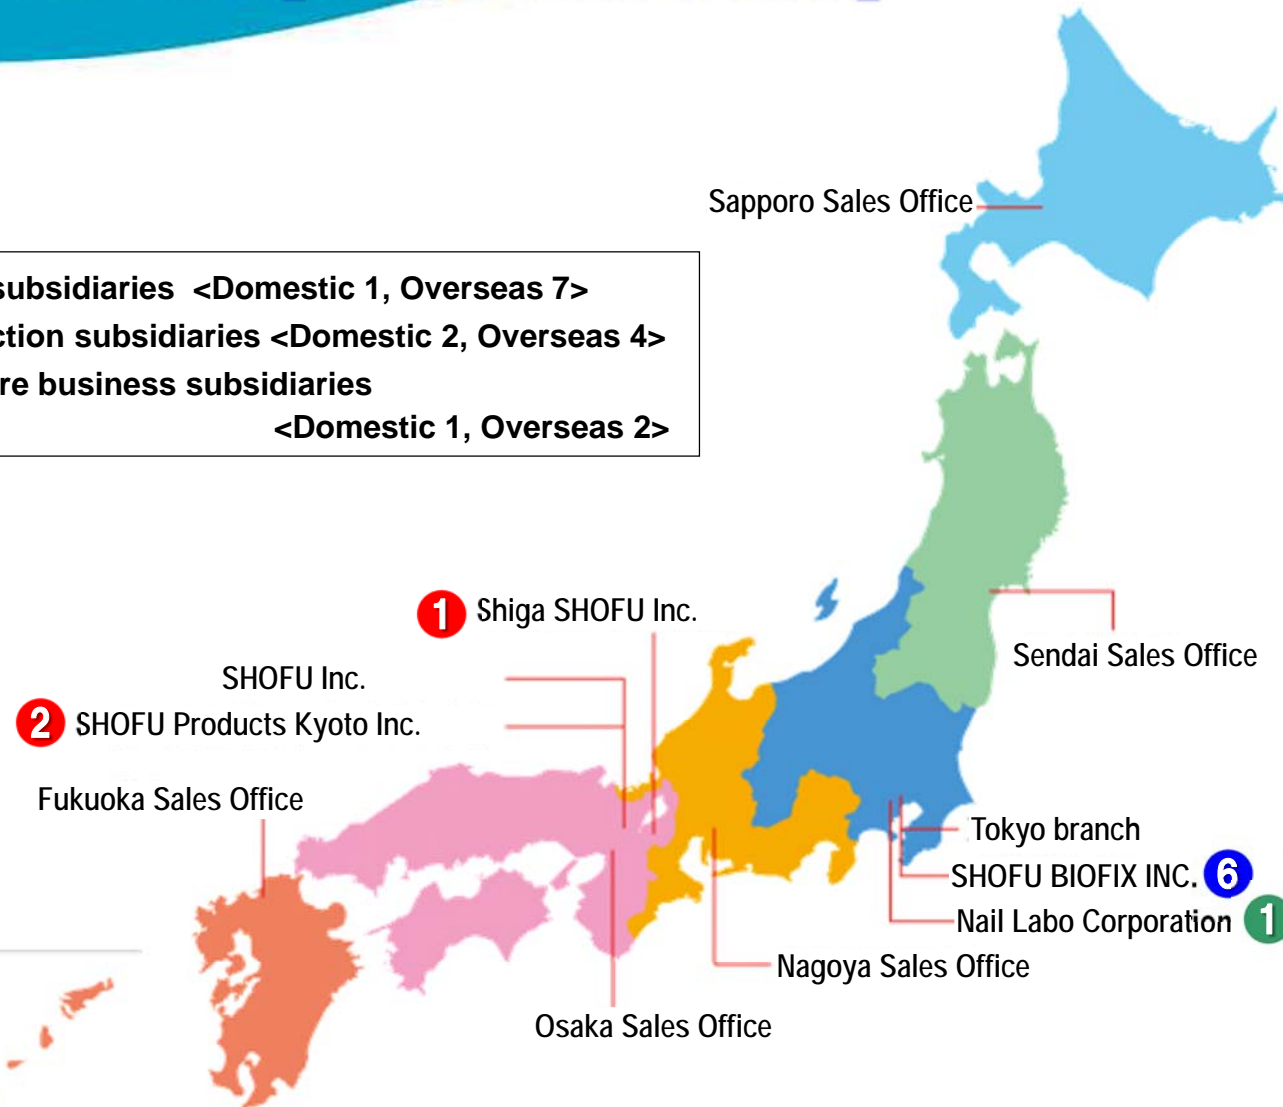 Sapporo Sales Office
subsidiaries <Domestic 1, Overseas 7>
ction subsidiaries <Domestic 2, Overseas 4>
re business subsidiaries
<Domestic 1, Overseas 2>
1 Shiga SHOFU Inc.
Sendai Sales Office
SHOFU Inc.
2 SHOFU Products Kyoto Inc.
Fukuoka Sales Office
Tokyo branch
SHOFU BIOFIX INC. 6
Nail Labo Corporation 1
Nagoya Sales Office
Osaka Sales Office